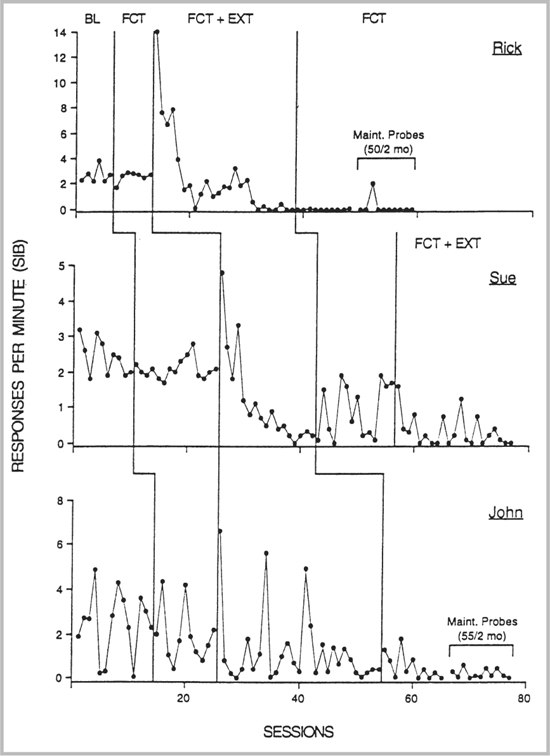 BL FCT FCT + EXT FCT
Rick
14
12
10
8
6
4
2
0
Maint. Probes
(50/2 mo)
FCT + EXT
Sue
5
4
3
2
1
0
RESPONSES PER MINUTE (SIB)
John
8
6
4
2
0
Maint. Probes
(55/2 mo)
20 40 60 80
SESSIONS